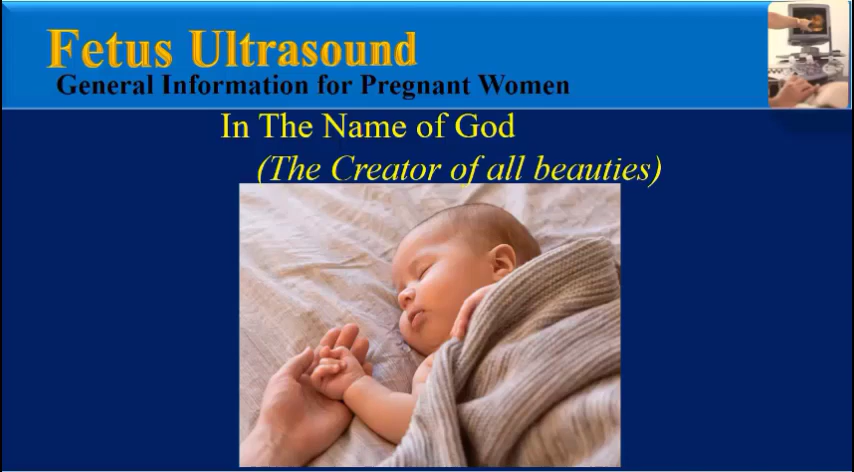 Fetus Ultrasound
General Information for Pregnant Women
In The Name of God
(The Creator of all beauties)